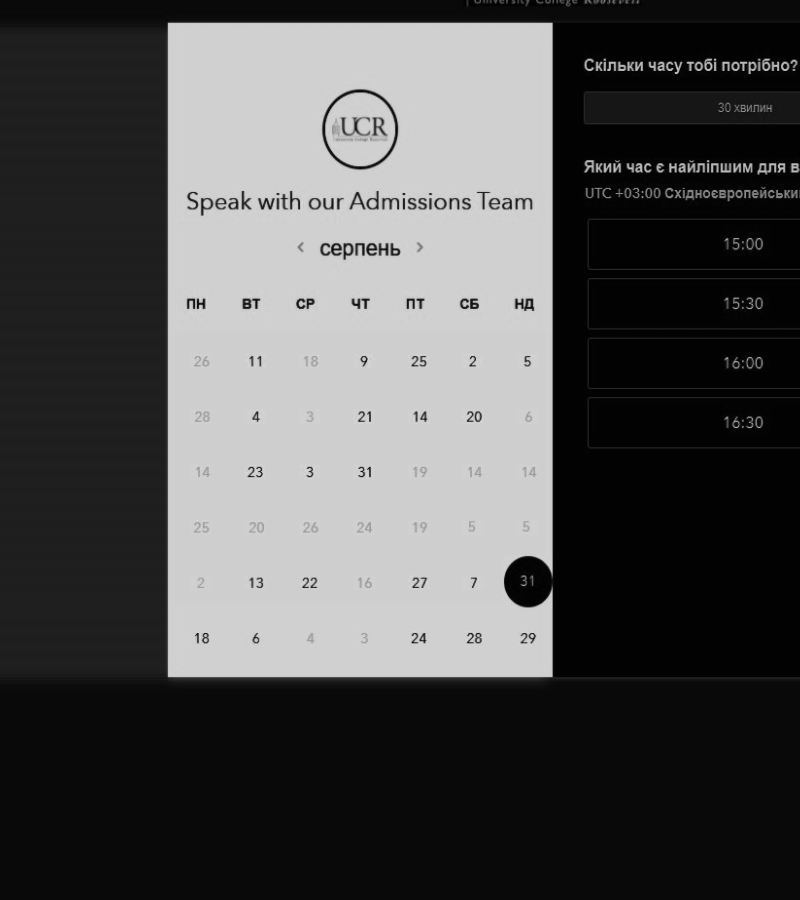 | University College Roosevelt
UCR
Speak with our Admissions Team
< серпень >
ПН ВТ СР ЧТ ПТ СБ НД
26 11 18 9 25 2 5
28 4 3 21 14 20 6
14 23 3 31 19 14 14
25 20 26 24 19 5 5
2 13 22 16 27 7 31
18 6 4 3 24 28 29
Скільки часу тобі потрібно?
30 хвилин
Який час є найліпшим для в
UTC +03:00 Східноєвропейськи
15:00
15:30
16:00
16:30